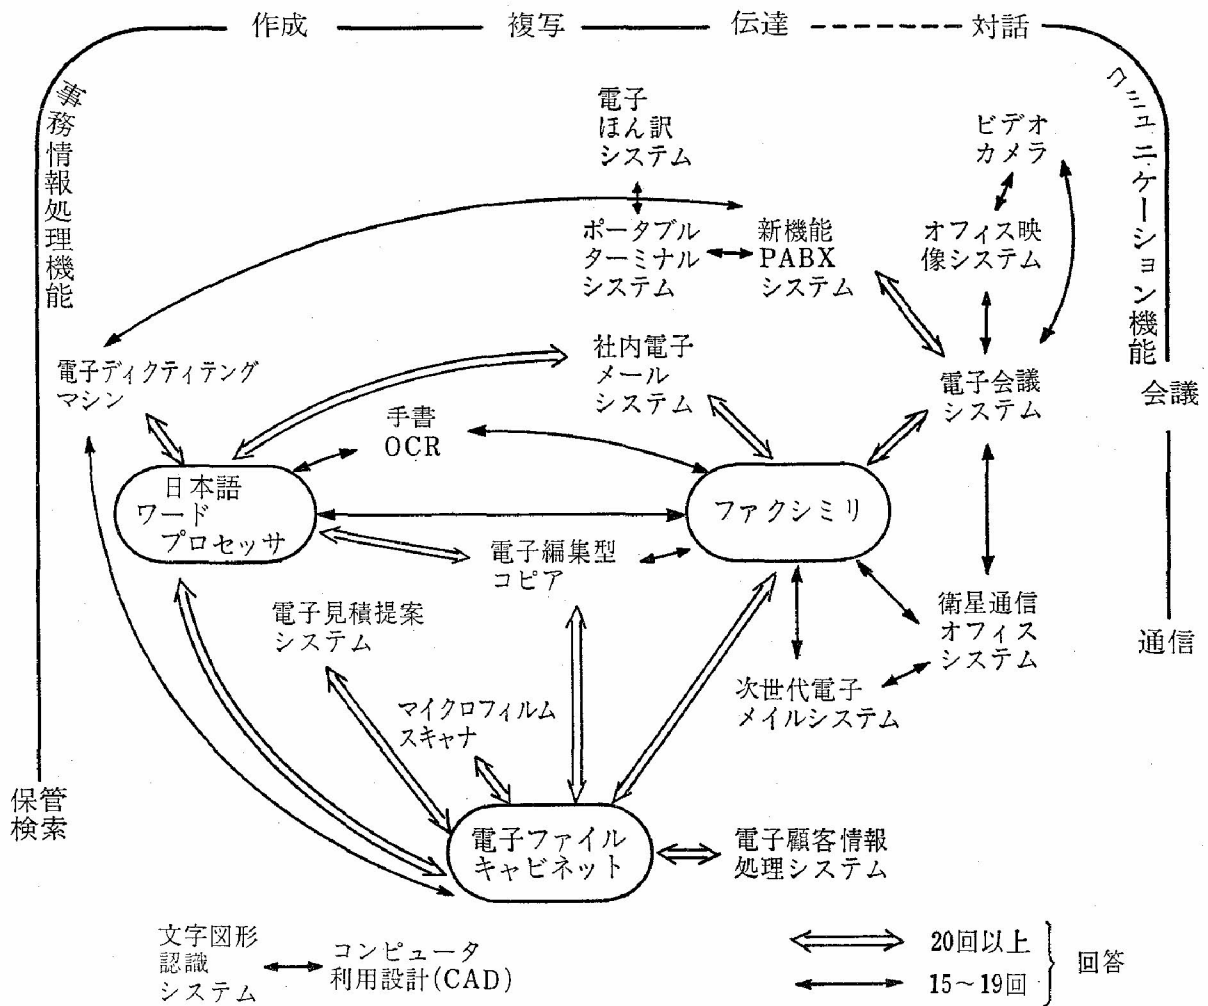 作成
複写
伝達
対話
事務情報処理機能
コミュニケーション機能
電子
ほん訳
システム
ビデオ
カメラ
ポータブル
ターミナル
システム
新機能
PABX
システム
オフィス映
像システム
電子ディクティテング
マシン
社内電子
メール
システム
電子会議
システム
会議
手書
OCR
日本語
ワード
プロセッサ
ファクシミリ
電子編集型
コピア
電子見積提案
システム
衛星通信
オフィス
システム
通信
次世代電子
メイルシステム
マイクロフィルム
スキャナ
保管
検索
電子ファイル
キャビネット
電子顧客情報
処理システム
文字図形
認識
システム
コンピュータ
利用設計(CAD)
20回以上
15~19回
回答